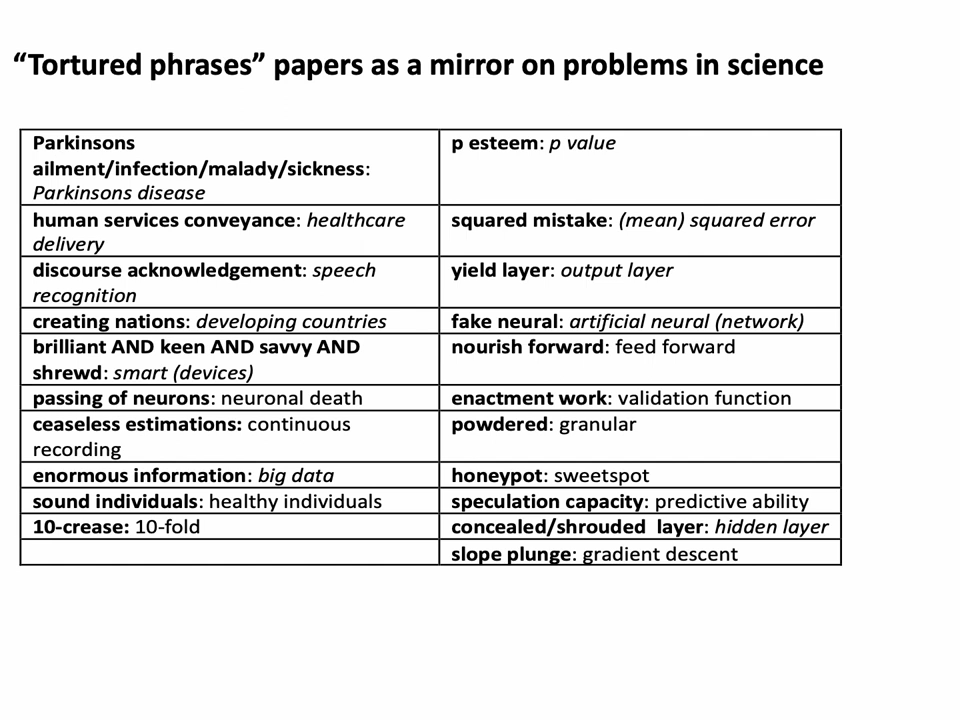 “Tortured phrases” papers as a mirror on problems in science
Parkinsons
ailment/infection/malady/sickness:
Parkinsons disease
p esteem: p value
human services conveyance: healthcare
delivery
squared mistake: (mean) squared error
discourse acknowledgement: speech
recognition
yield layer: output layer
creating nations: developing countries
fake neural: artificial neural (network)
brilliant AND keen AND savvy AND
shrewd: smart (devices)
nourish forward: feed forward
passing of neurons: neuronal death
enactment work: validation function
ceaseless estimations: continuous
recording
powdered: granular
enormous information: big data
honeypot: sweetspot
sound individuals: healthy individuals
speculation capacity: predictive ability
10-crease: 10-fold
concealed/shrouded layer: hidden layer
slope plunge: gradient descent